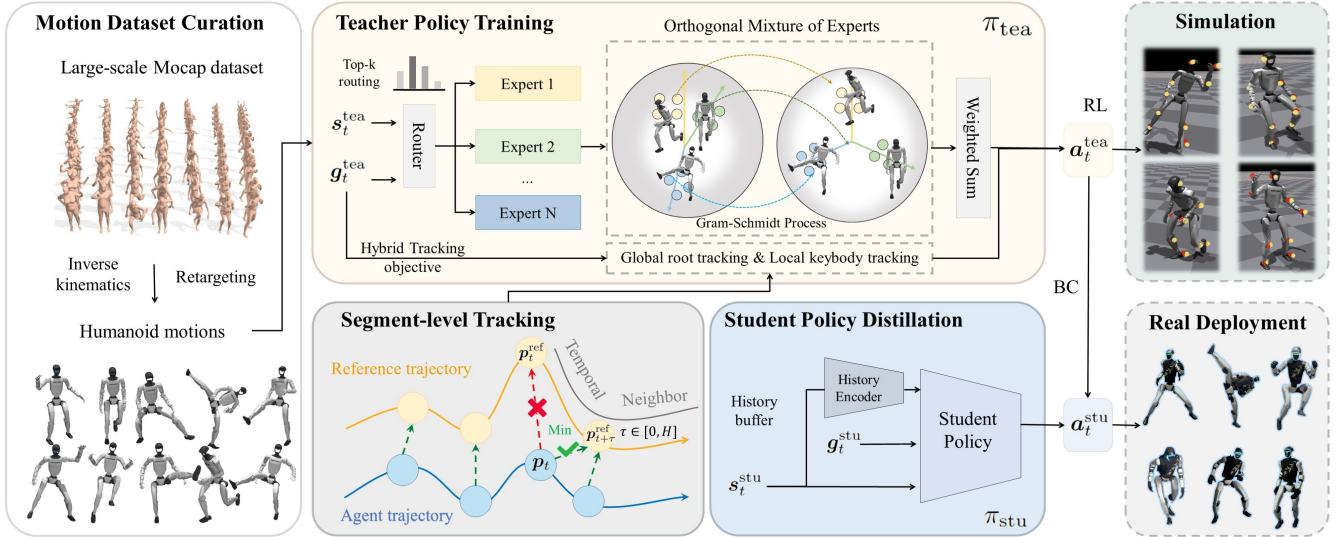 Motion Dataset Curation
Large-scale Mocap dataset
Inverse
kinematics
Retargeting
Humanoid motions
Teacher Policy Training
π_tea
Top-k
routing
s_t^tea
g_t^tea
Router
Expert 1
Expert 2
...
Expert N
Orthogonal Mixture of Experts
Gram-Schmidt Process
Weighted Sum
Hybrid Tracking
objective
Global root tracking & Local keybody tracking
RL
a_t^tea
BC
Simulation
Segment-level Tracking
Reference trajectory
p_t^ref
Temporal
Neighbor
Min
p_{t+τ}^ref
τ ∈ [0, H]
p_t
Agent trajectory
Student Policy Distillation
History
buffer
History
Encoder
g_t^stu
s_t^stu
Student
Policy
π_stu
a_t^stu
Real Deployment